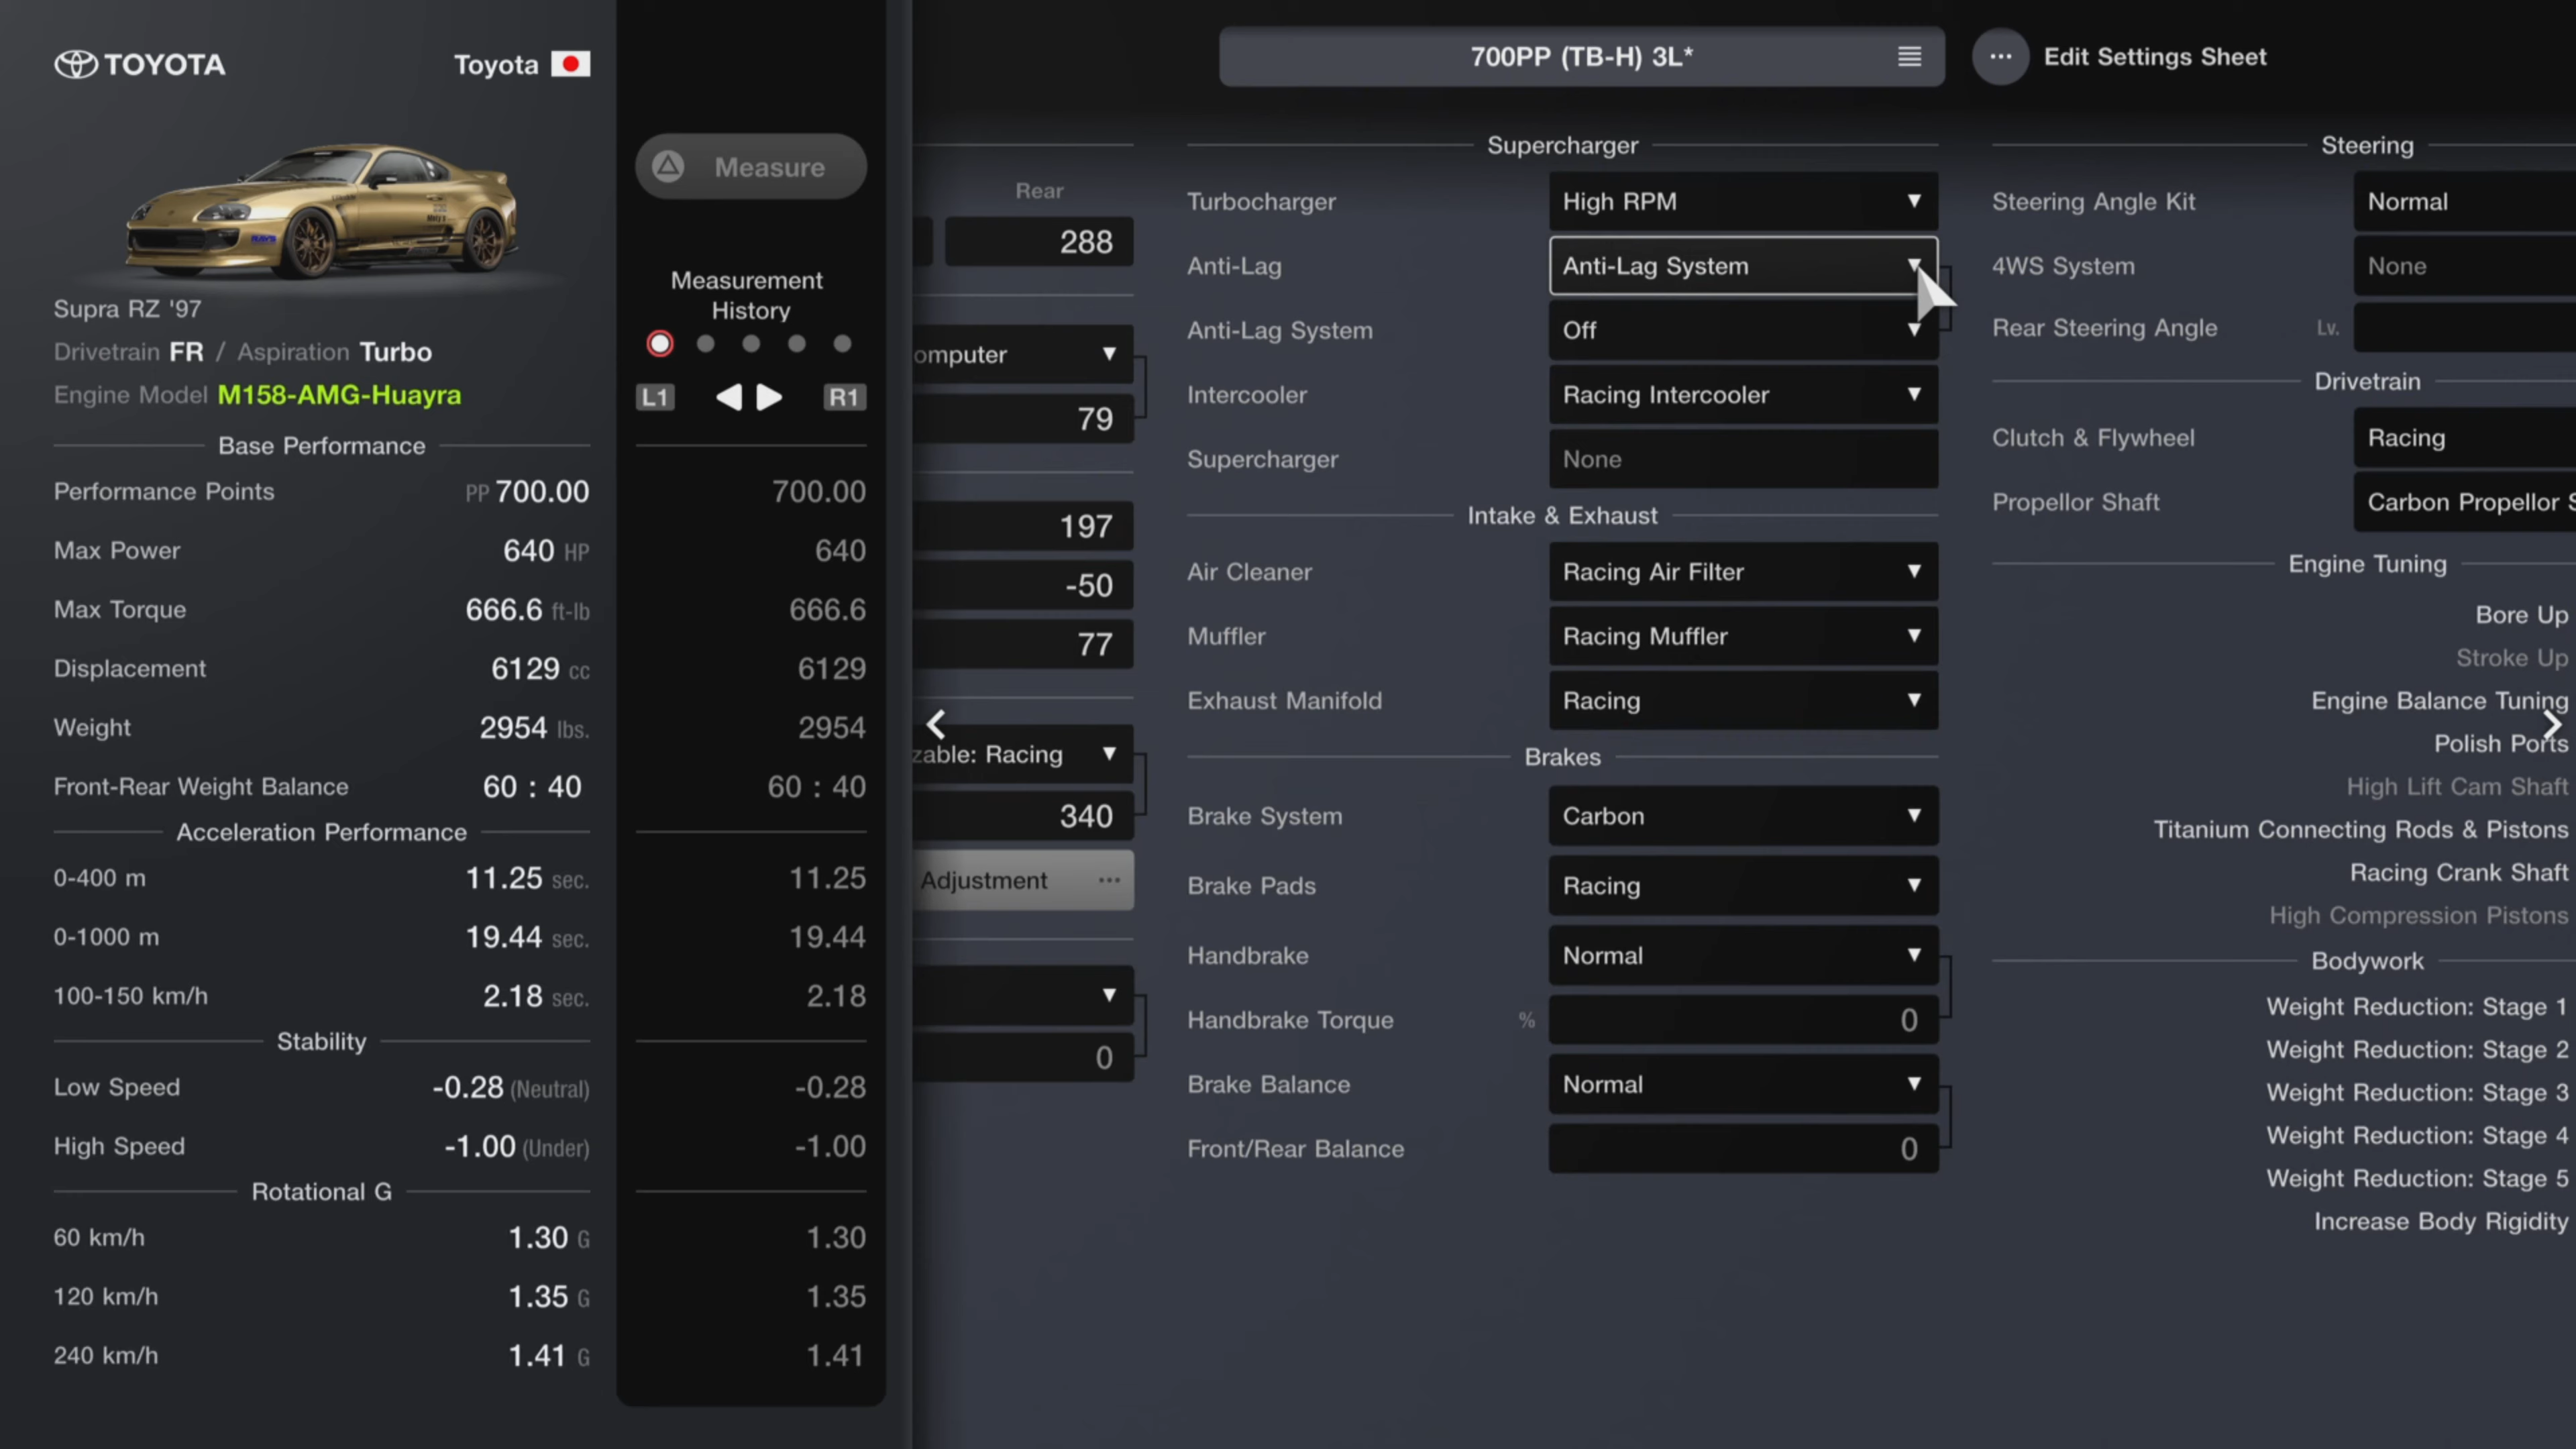 TOYOTA
Toyota
Supra RZ '97
Drivetrain FR / Aspiration Turbo
Engine Model M158-AMG-Huayra
Base Performance
Performance Points PP 700.00
Max Power 640 HP
Max Torque 666.6 ft-lb
Displacement 6129 cc
Weight 2954 lbs.
Front-Rear Weight Balance 60 : 40
Acceleration Performance
0-400 m 11.25 sec.
0-1000 m 19.44 sec.
100-150 km/h 2.18 sec.
Stability
Low Speed -0.28 (Neutral)
High Speed -1.00 (Under)
Rotational G
60 km/h 1.30 G
120 km/h 1.35 G
240 km/h 1.41 G
Measure
Measurement
History
L1 R1
700.00
640
666.6
6129
2954
60 : 40
11.25
19.44
2.18
-0.28
-1.00
1.30
1.35
1.41
700PP (TB-H) 3L*
Edit Settings Sheet
Rear
288
omputer
79
197
-50
77
zable: Racing
340
Adjustment
0
Supercharger
Turbocharger High RPM
Anti-Lag Anti-Lag System
Anti-Lag System Off
Intercooler Racing Intercooler
Supercharger None
Intake & Exhaust
Air Cleaner Racing Air Filter
Muffler Racing Muffler
Exhaust Manifold Racing
Brakes
Brake System Carbon
Brake Pads Racing
Handbrake Normal
Handbrake Torque % 0
Brake Balance Normal
Front/Rear Balance 0
Steering
Steering Angle Kit Normal
4WS System None
Rear Steering Angle Lv.
Drivetrain
Clutch & Flywheel Racing
Propellor Shaft Carbon Propellor S
Engine Tuning
Bore Up
Stroke Up
Engine Balance Tuning
Polish Ports
High Lift Cam Shaft
Titanium Connecting Rods & Pistons
Racing Crank Shaft
High Compression Pistons
Bodywork
Weight Reduction: Stage 1
Weight Reduction: Stage 2
Weight Reduction: Stage 3
Weight Reduction: Stage 4
Weight Reduction: Stage 5
Increase Body Rigidity